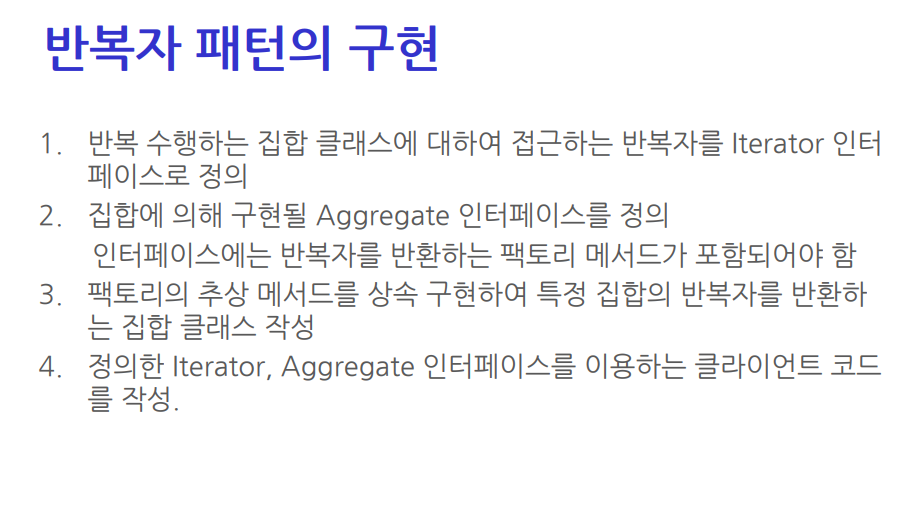 반복자 패턴의 구현
1. 반복 수행하는 집합 클래스에 대하여 접근하는 반복자를 Iterator 인터
페이스로 정의
2. 집합에 의해 구현될 Aggregate 인터페이스를 정의
인터페이스에는 반복자를 반환하는 팩토리 메서드가 포함되어야 함
3. 팩토리의 추상 메서드를 상속 구현하여 특정 집합의 반복자를 반환하
는 집합 클래스 작성
4. 정의한 Iterator, Aggregate 인터페이스를 이용하는 클라이언트 코드
를 작성.